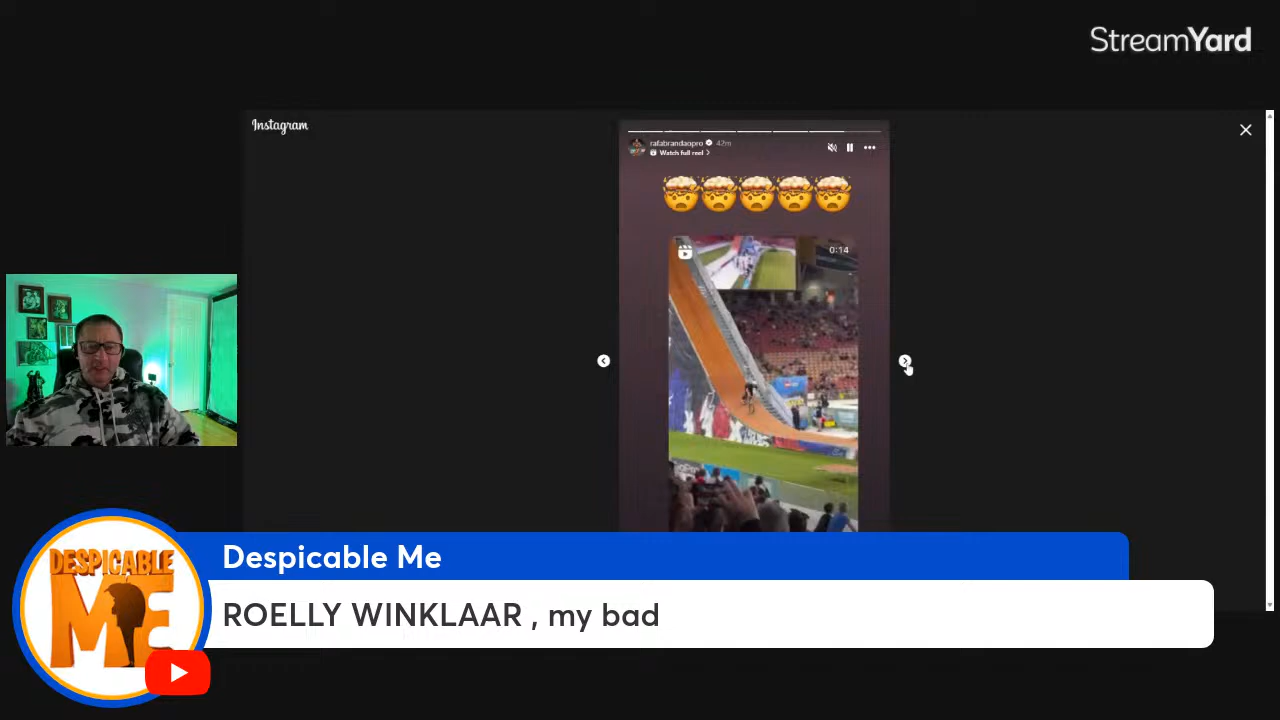 StreamYard
Instagram
rafabrandaopro 42m
Watch full reel
0:14
DESPICABLE
ME
Despicable Me
ROELLY WINKLAAR , my bad